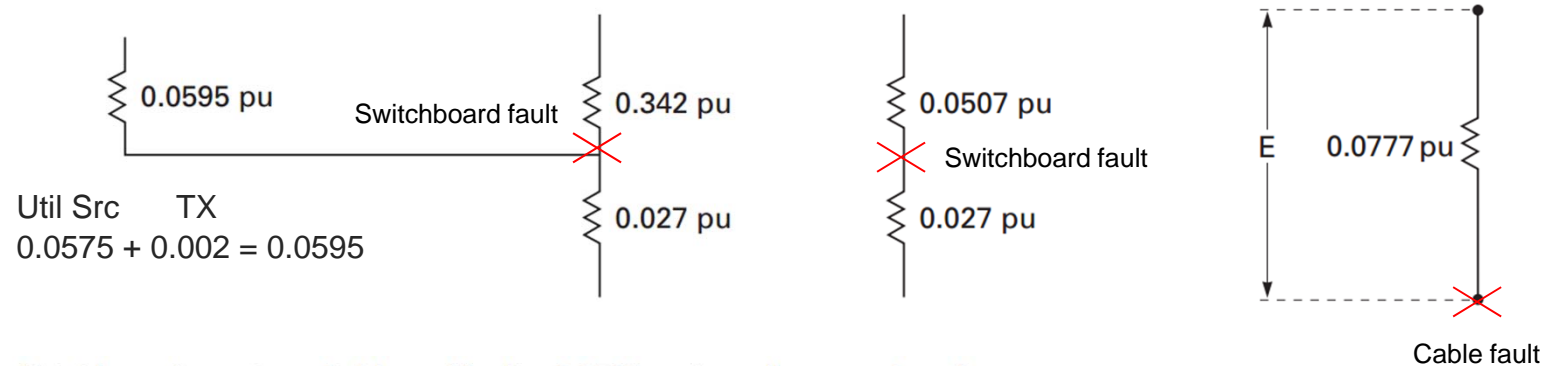 0.0595 pu
Switchboard fault
0.342 pu
0.027 pu
Util Src TX
0.0575 + 0.002 = 0.0595
0.0507 pu
Switchboard fault
0.027 pu
E
0.0777 pu
Cable fault